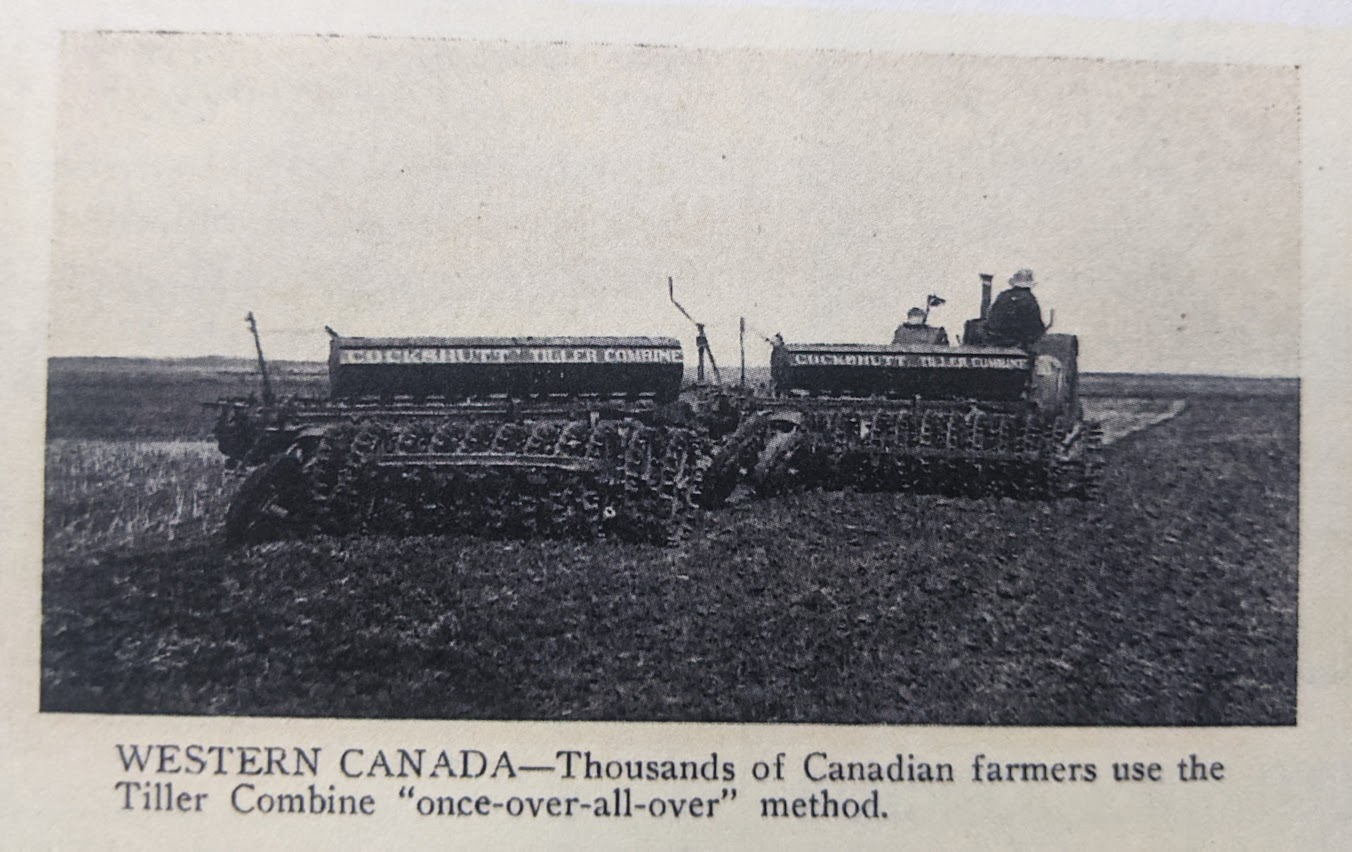 COCKSHUTT TILLER COMBINE
COCKSHUTT TILLER COMBINE
WESTERN CANADA—Thousands of Canadian farmers use the
Tiller Combine “once-over-all-over” method.